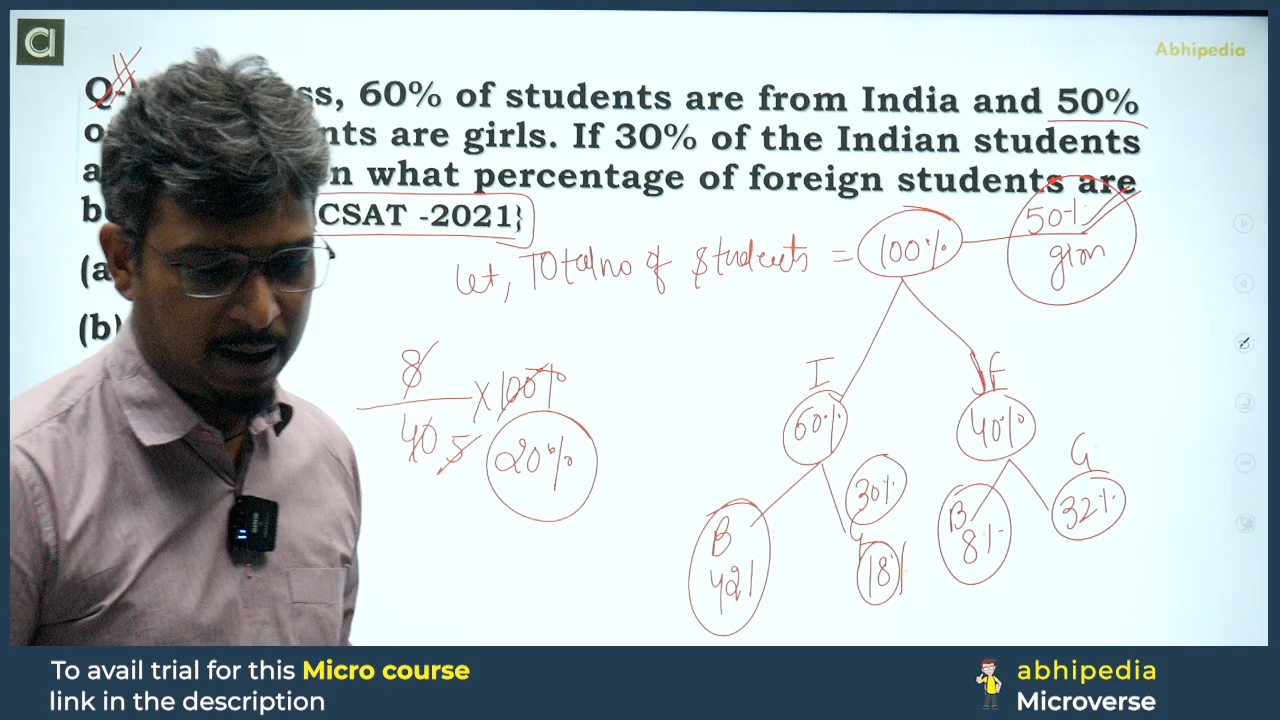 Abhipedia
Q- ss, 60% of students are from India and 50%
o nts are girls. If 30% of the Indian students
a n what percentage of foreign students are
b CSAT -2021}
(a
(b)
let, Total no of students = 100%
50%
I
F
60%
40%
G
30%
B
42%
18%
B
8%
32%
8
40 5
X 100%
20%
To avail trial for this Micro course
link in the description
abhipedia
Microverse